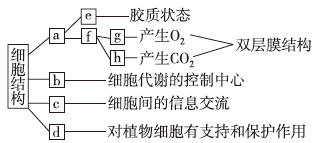 细胞结构
a
e
胶质状态
f
g
产生O₂
h
产生CO₂
双层膜结构
b
细胞代谢的控制中心
c
细胞间的信息交流
d
对植物细胞有支持和保护作用